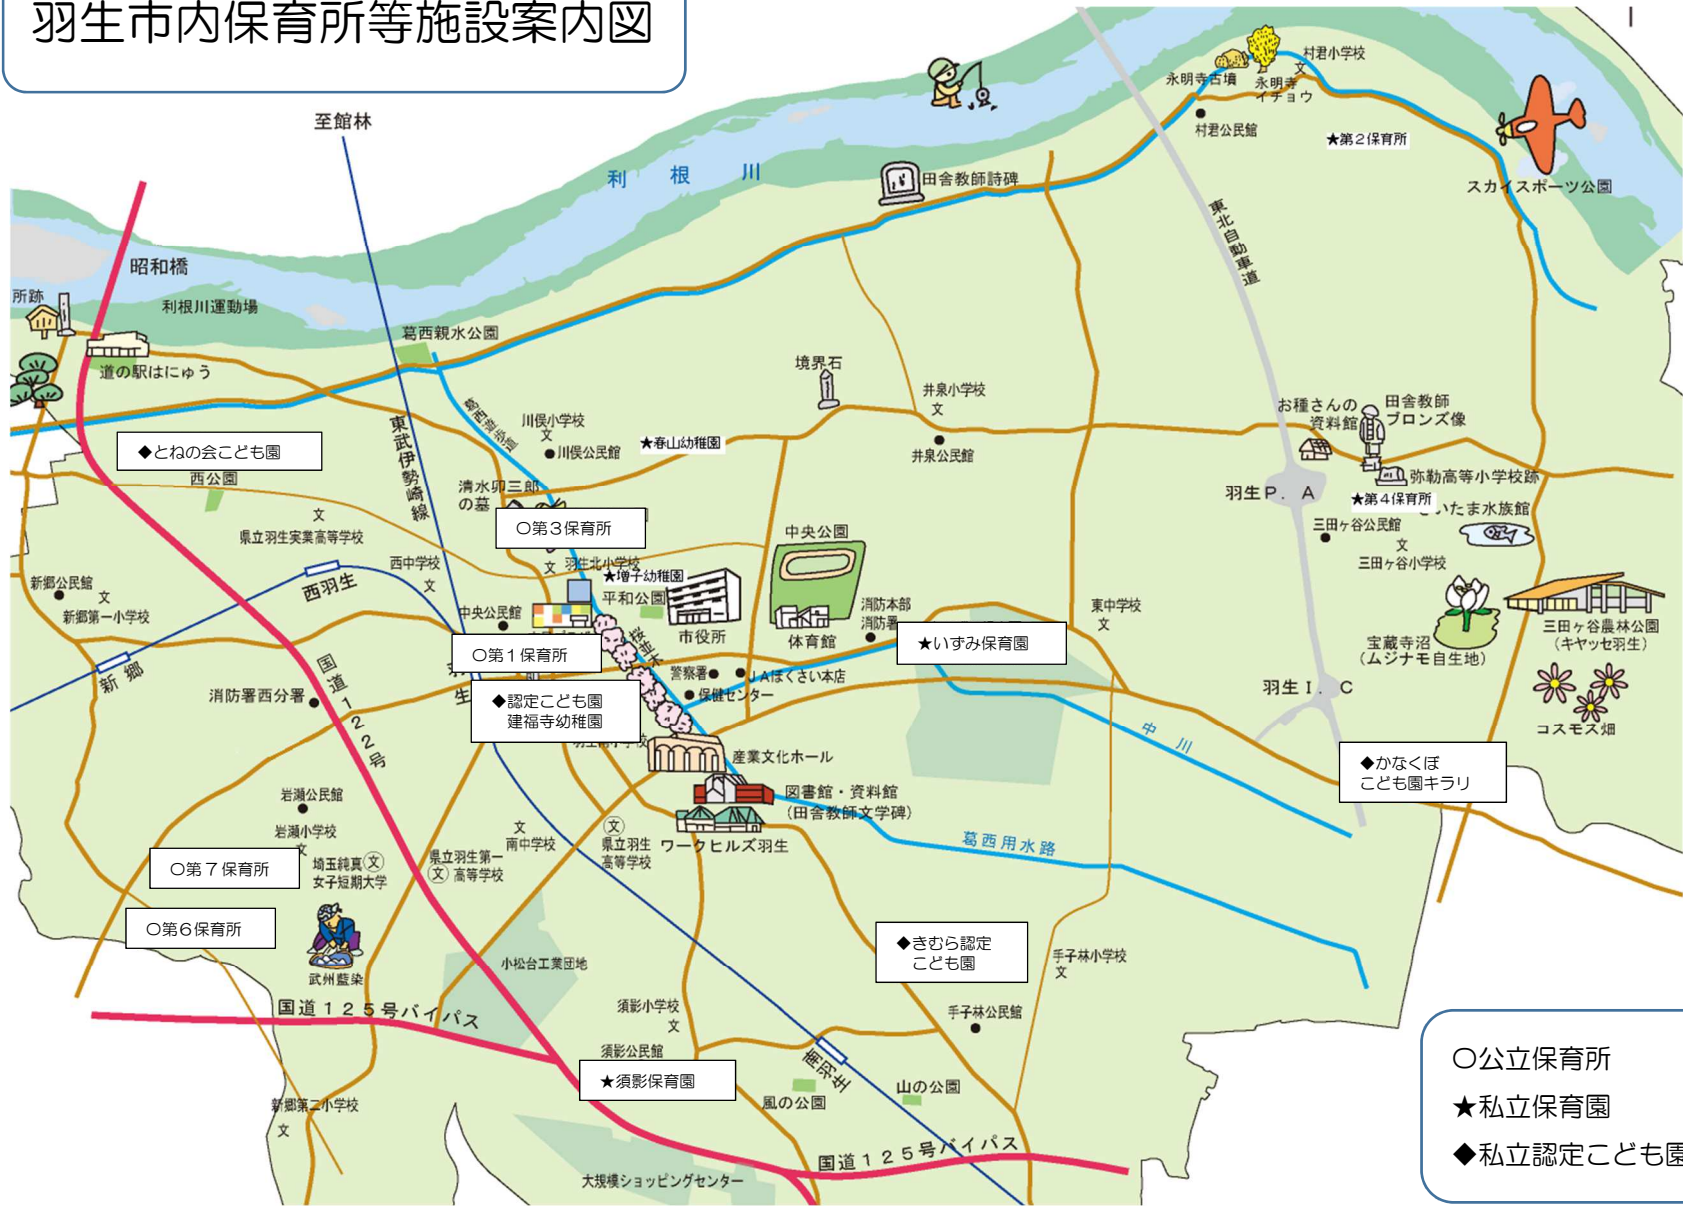 羽生市内保育所等施設案内図
至館林
利根川
村君小学校
文
永明寺古墳
永明寺
イチョウ
村君公民館
★第2保育所
スカイスポーツ公園
田舎教師詩碑
東北自動車道
昭和橋
所跡
利根川運動場
道の駅はにゅう
葛西親水公園
葛西遊歩道
東武伊勢崎線
境界石
井泉小学校
文
井泉公民館
川俣小学校
文
川俣公民館
★春山幼稚園
お種さんの
資料館
田舎教師
ブロンズ像
弥勒高等小学校跡
羽生P.A
★第4保育所
いたま水族館
三田ヶ谷公民館
文
三田ヶ谷小学校
◆とねの会こども園
西公園
文
県立羽生実業高等学校
清水卯三郎
の墓
○第3保育所
文
羽生北小学校
★増子幼稚園
平和公園
市役所
中央公園
体育館
消防本部
消防署
西中学校
文
西羽生
新郷公民館
文
新郷第一小学校
新郷
中央公民館
○第1保育所
生
◆認定こども園
建福寺幼稚園
桜並木
警察署
JAほくさい本店
保健センター
★いずみ保育園
東中学校
文
宝蔵寺沼
(ムジナモ自生地)
三田ヶ谷農林公園
(キヤッセ羽生)
コスモス畑
羽生I.C
中川
◆かなくぼ
こども園キラリ
消防署西分署
国道122号
産業文化ホール
図書館・資料館
(田舎教師文学碑)
ワークヒルズ羽生
葛西用水路
岩瀬公民館
岩瀬小学校
文
○第7保育所
埼玉純真
文
女子短期大学
県立羽生第一
文
高等学校
文
南中学校
文
県立羽生
高等学校
○第6保育所
武州藍染
小松台工業団地
◆きむら認定
こども園
手子林小学校
文
手子林公民館
国道125号バイパス
須影小学校
文
須影公民館
★須影保育園
南羽生
風の公園
山の公園
新郷第二小学校
文
大規模ショッピングセンター
国道125号バイパス
○公立保育所
★私立保育園
◆私立認定こども園